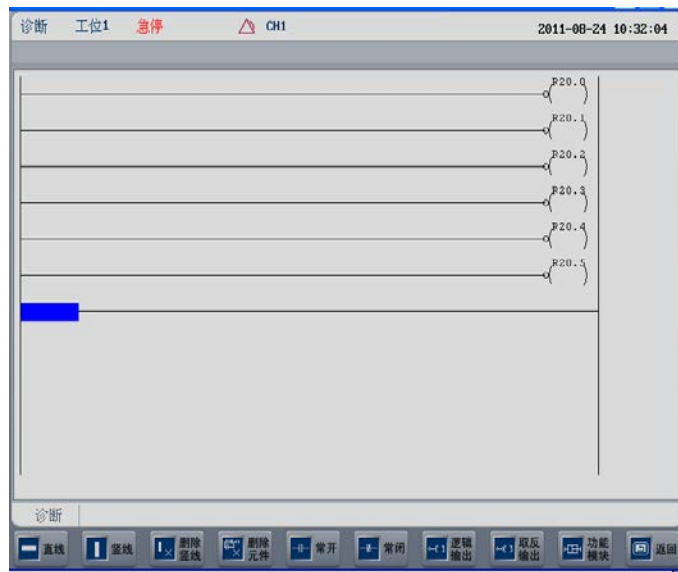 诊断 工位1 急停 CH1 2011-08-24 10:32:04
R20.0
R20.1
R20.2
R20.3
R20.4
R20.5
诊断
直线 竖线 删除竖线 删除元件 常开 常闭 逻辑输出 取反输出 功能模块 返回